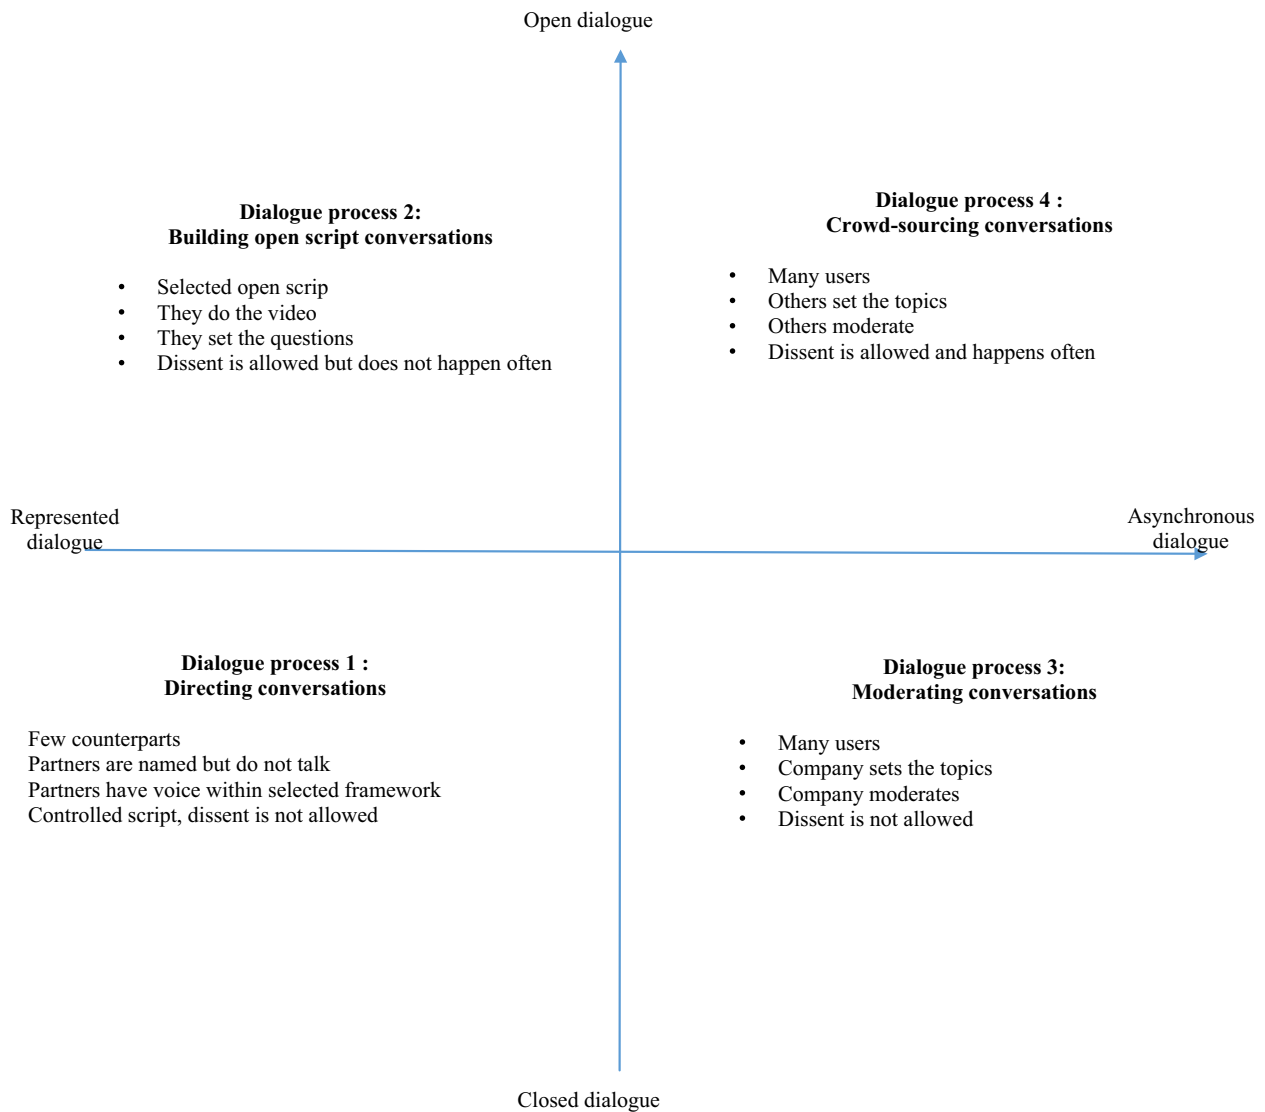 Open dialogue
Dialogue process 2:
Building open script conversations
• Selected open scrip
• They do the video
• They set the questions
• Dissent is allowed but does not happen often
Dialogue process 4 :
Crowd-sourcing conversations
• Many users
• Others set the topics
• Others moderate
• Dissent is allowed and happens often
Represented
dialogue
Asynchronous
dialogue
Dialogue process 1 :
Directing conversations
Few counterparts
Partners are named but do not talk
Partners have voice within selected framework
Controlled script, dissent is not allowed
Dialogue process 3:
Moderating conversations
• Many users
• Company sets the topics
• Company moderates
• Dissent is not allowed
Closed dialogue